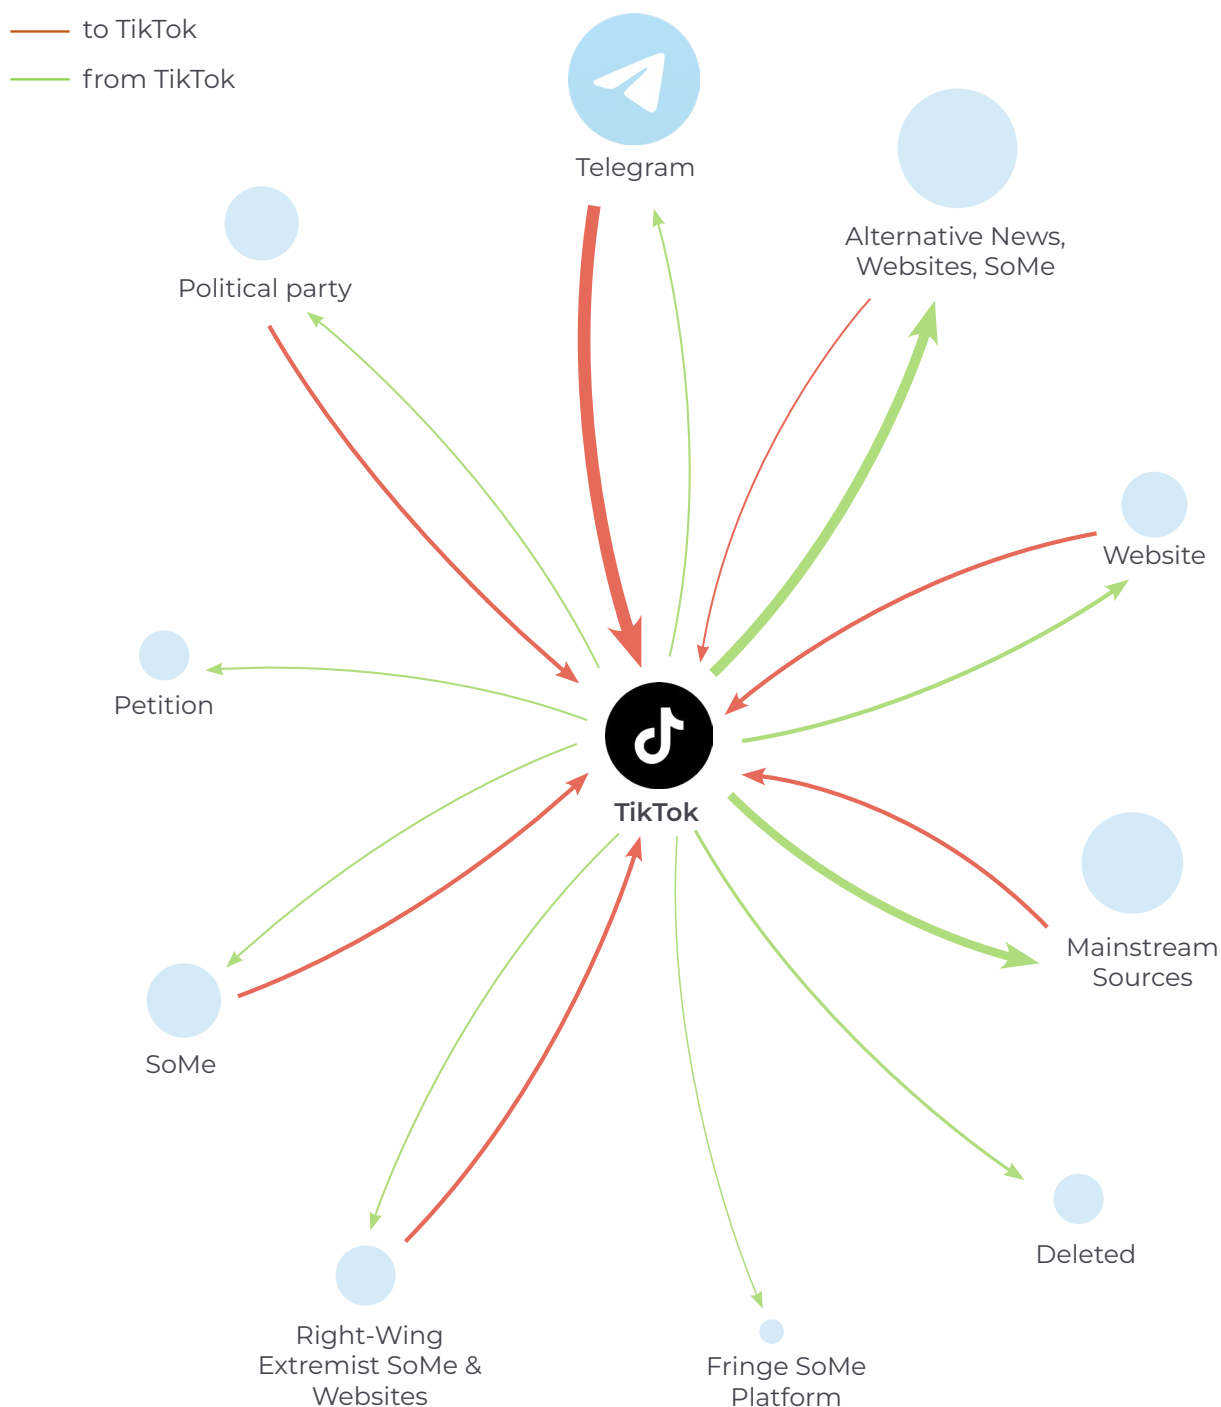 to TikTok
from TikTok
Telegram
Alternative News,
Websites, SoMe
Political party
Website
Petition
TikTok
Mainstream
Sources
SoMe
Deleted
Right-Wing
Extremist SoMe &
Websites
Fringe SoMe
Platform